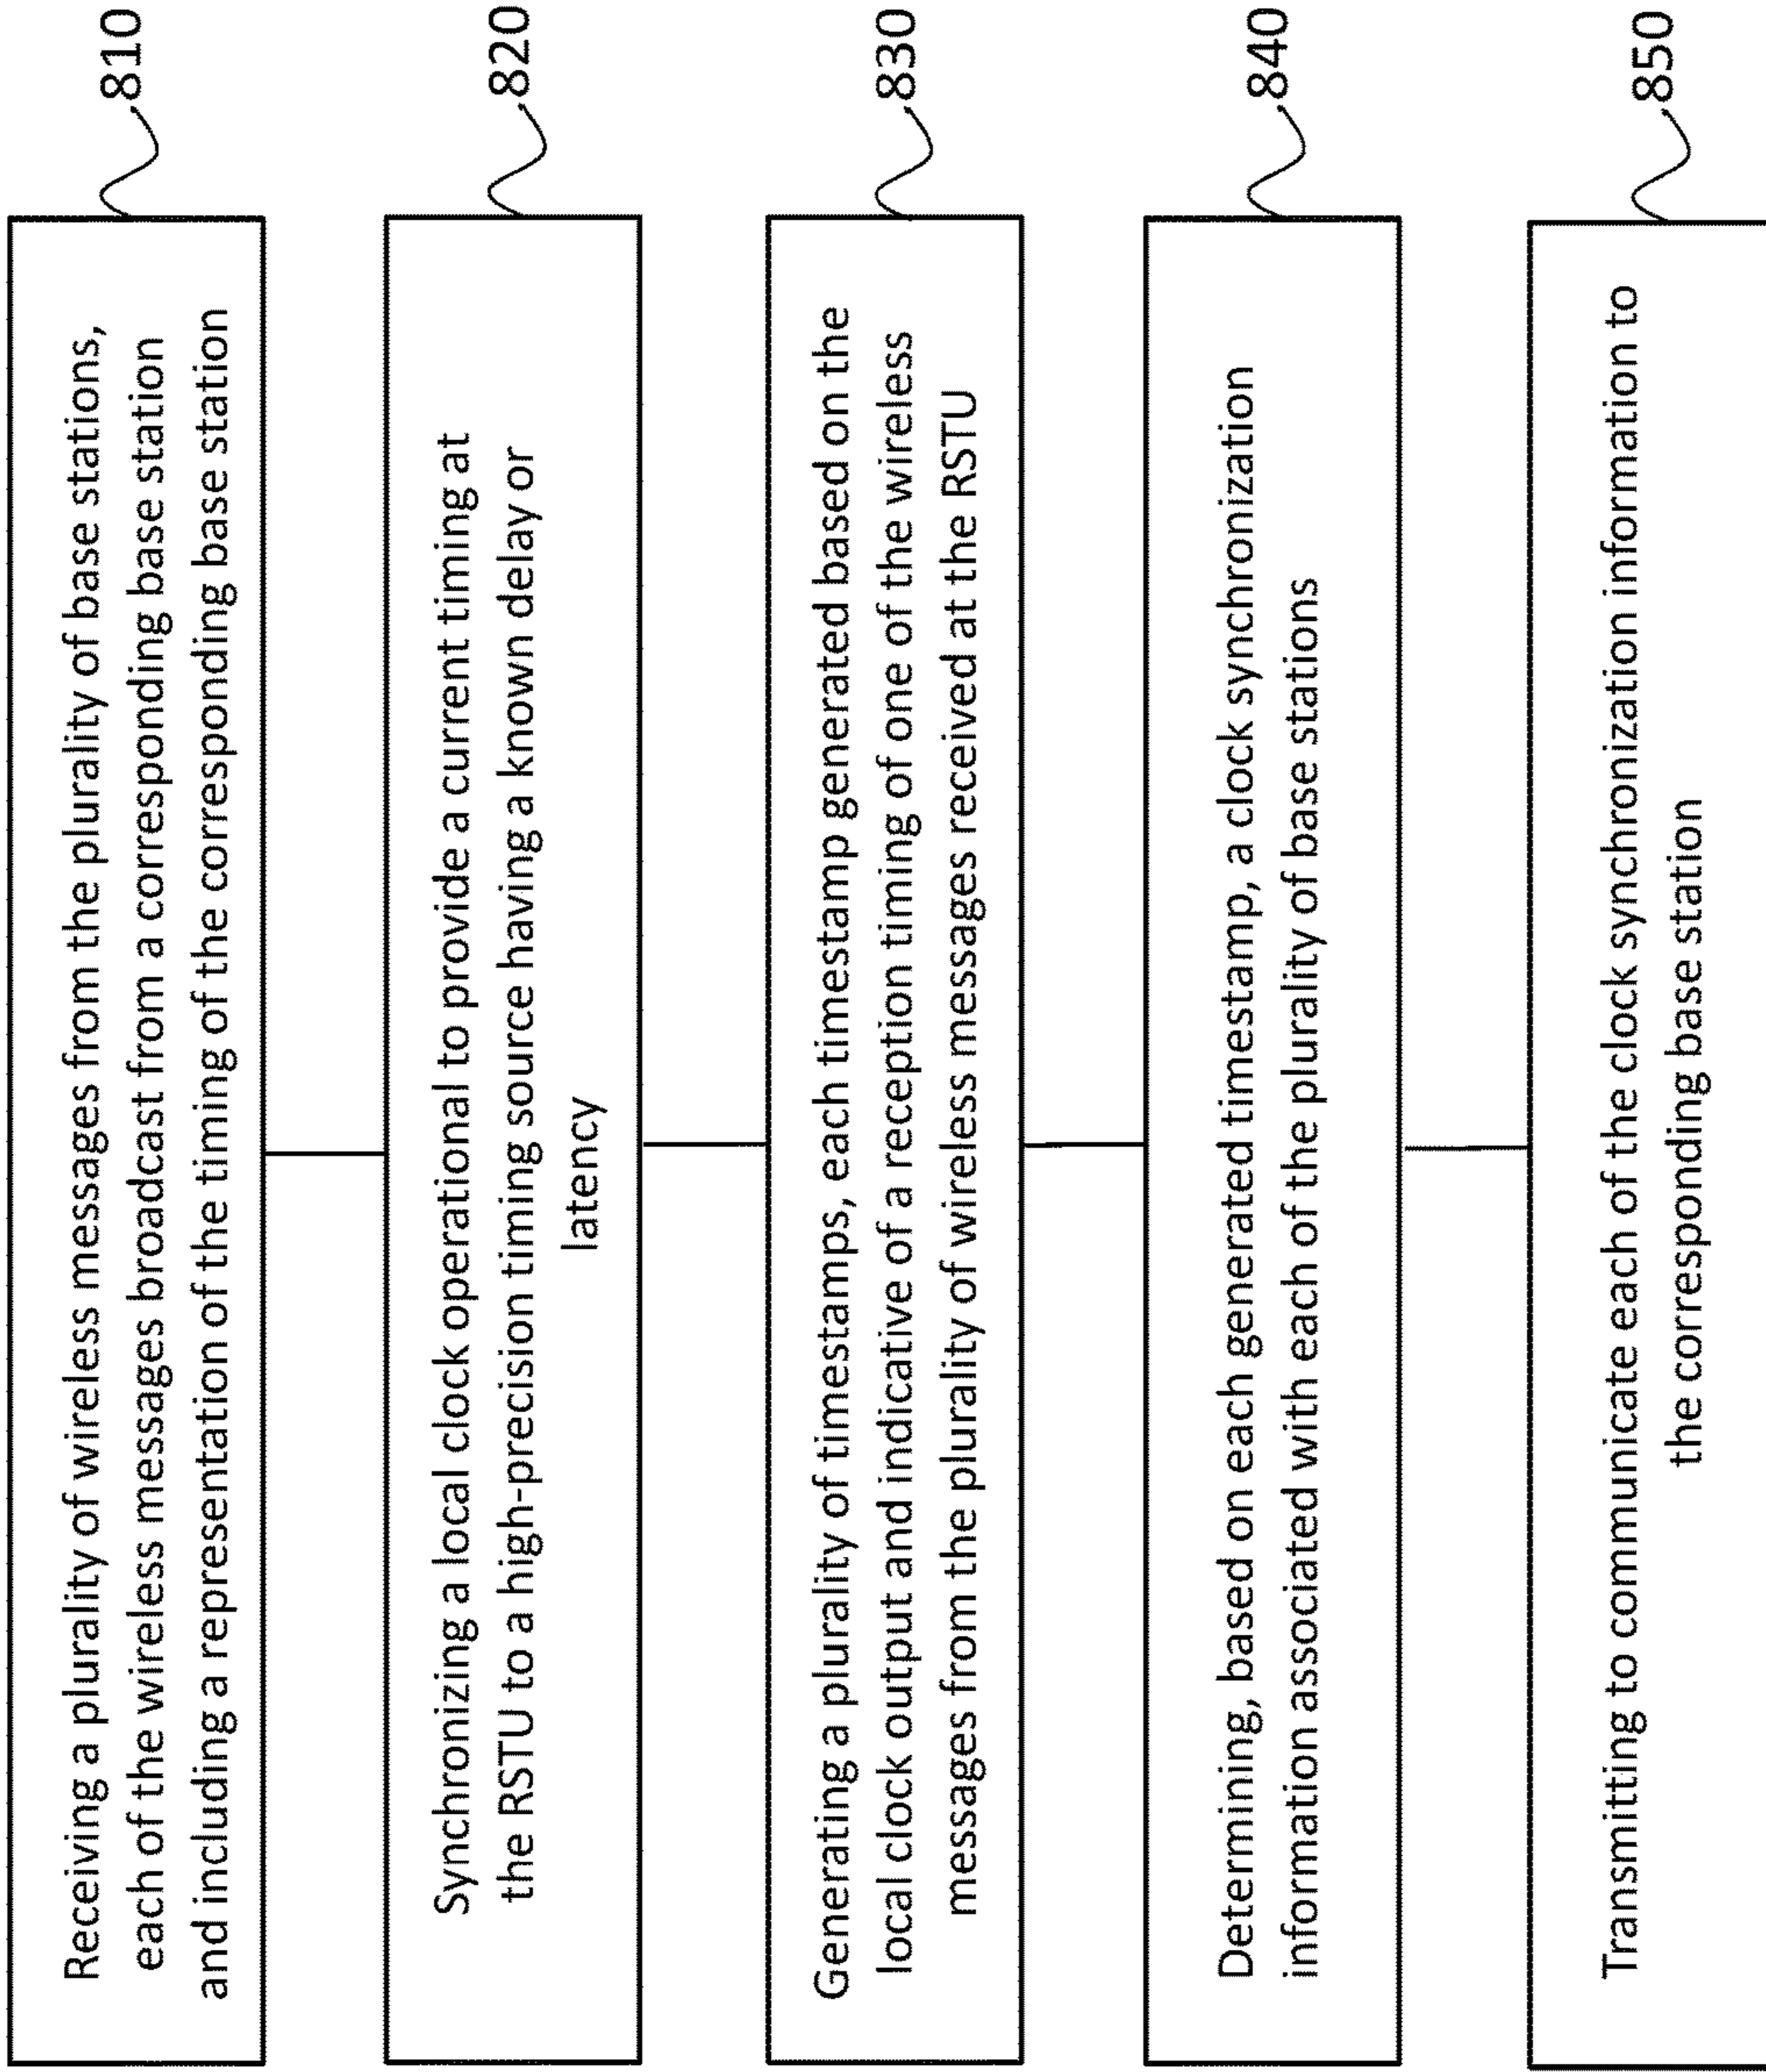 Receiving a plurality of wireless messages from the plurality of base stations,
each of the wireless messages broadcast from a corresponding base station
and including a representation of the timing of the corresponding base station
810
Synchronizing a local clock operational to provide a current timing at
the RSTU to a high-precision timing source having a known delay or
latency
820
Generating a plurality of timestamps, each timestamp generated based on the
local clock output and indicative of a reception timing of one of the wireless
messages from the plurality of wireless messages received at the RSTU
830
Determining, based on each generated timestamp, a clock synchronization
information associated with each of the plurality of base stations
840
Transmitting to communicate each of the clock synchronization information to
the corresponding base station
850